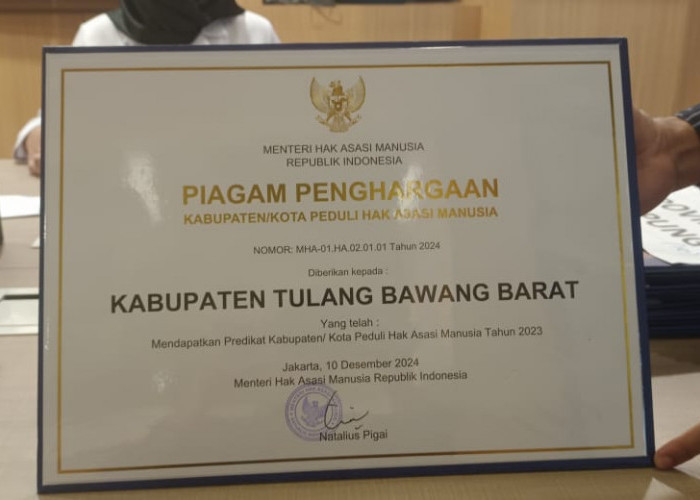 MENTERI HAK ASASI MANUSIA
REPUBLIK INDONESIA
PIAGAM PENGHARGAAN
KABUPATEN/KOTA PEDULI HAK ASASI MANUSIA
NOMOR: MHA-01.HA.02.01.01 Tahun 2024
Diberikan kepada :
KABUPATEN TULANG BAWANG BARAT
Yang telah :
Mendapatkan Predikat Kabupaten/ Kota Peduli Hak Asasi Manusia Tahun 2023
Jakarta, 10 Desember 2024
Menteri Hak Asasi Manusia Republik Indonesia
Natalius Pigai